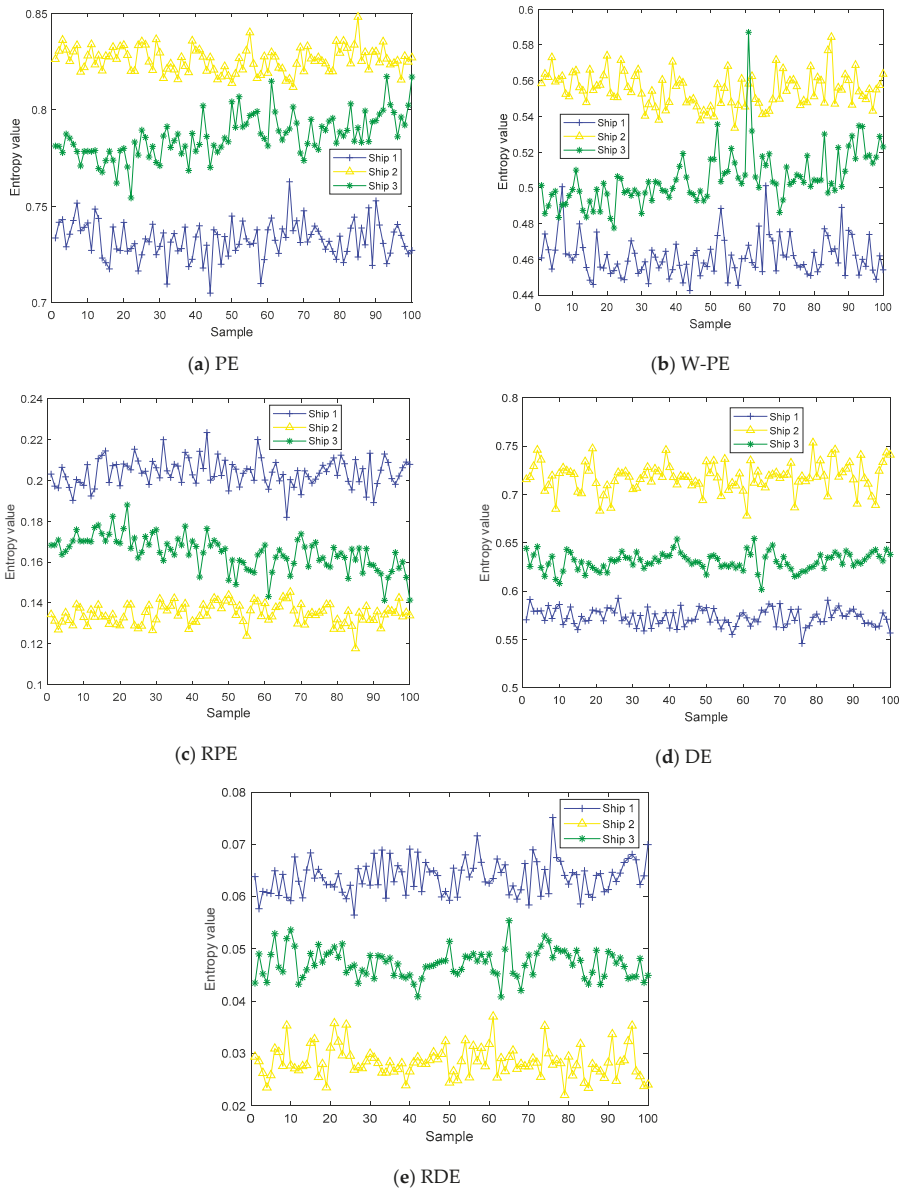 0.85
0.8
0.75
0.7
Entropy value
Ship 1
Ship 2
Ship 3
0 10 20 30 40 50 60 70 80 90 100
Sample
(a) PE
0.6
0.58
0.56
0.54
0.52
0.5
0.48
0.46
0.44
Entropy value
Ship 1
Ship 2
Ship 3
0 10 20 30 40 50 60 70 80 90 100
Sample
(b) W-PE
0.24
0.22
0.2
0.18
0.16
0.14
0.12
0.1
Entropy value
Ship 1
Ship 2
Ship 3
0 10 20 30 40 50 60 70 80 90 100
Sample
(c) RPE
0.8
0.75
0.7
0.65
0.6
0.55
0.5
Entropy value
Ship 1
Ship 2
Ship 3
0 10 20 30 40 50 60 70 80 90 100
Sample
(d) DE
0.08
0.07
0.06
0.05
0.04
0.03
0.02
Entropy value
Ship 1
Ship 2
Ship 3
0 10 20 30 40 50 60 70 80 90 100
Sample
(e) RDE